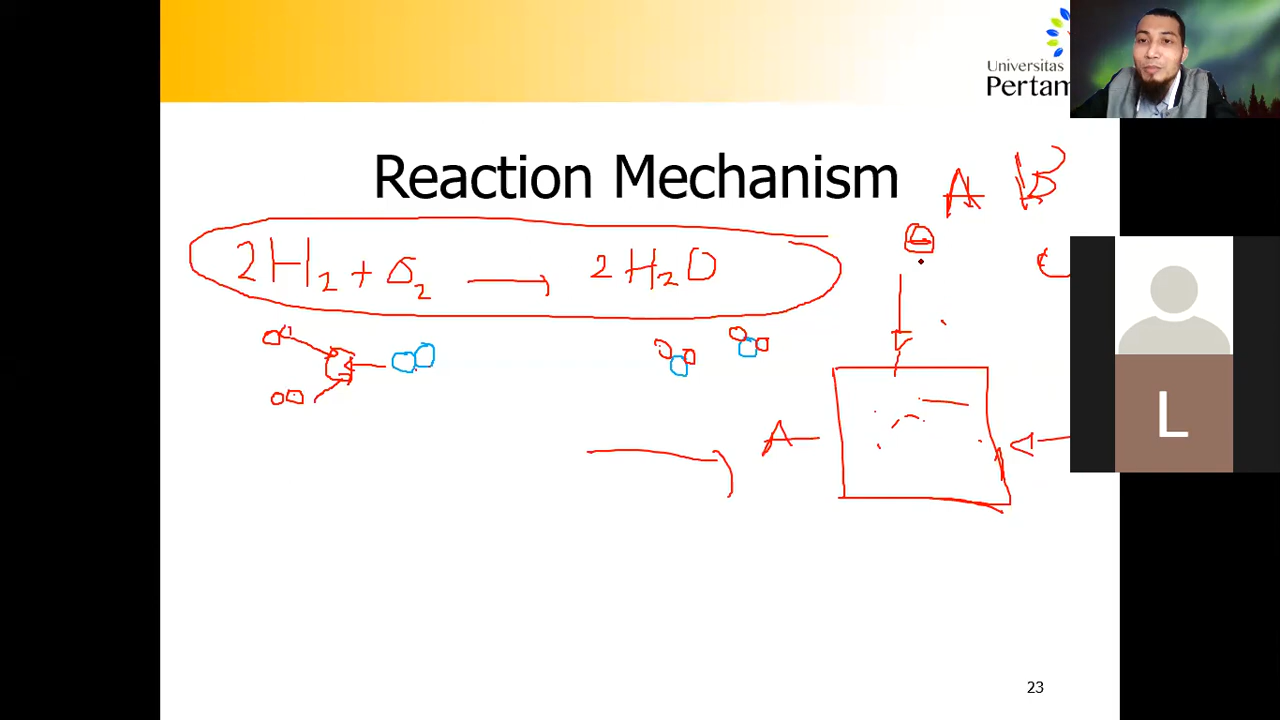 Universitas
Pertam
Reaction Mechanism
A B
2H₂ + O₂ → 2H₂O
C
A
L
23